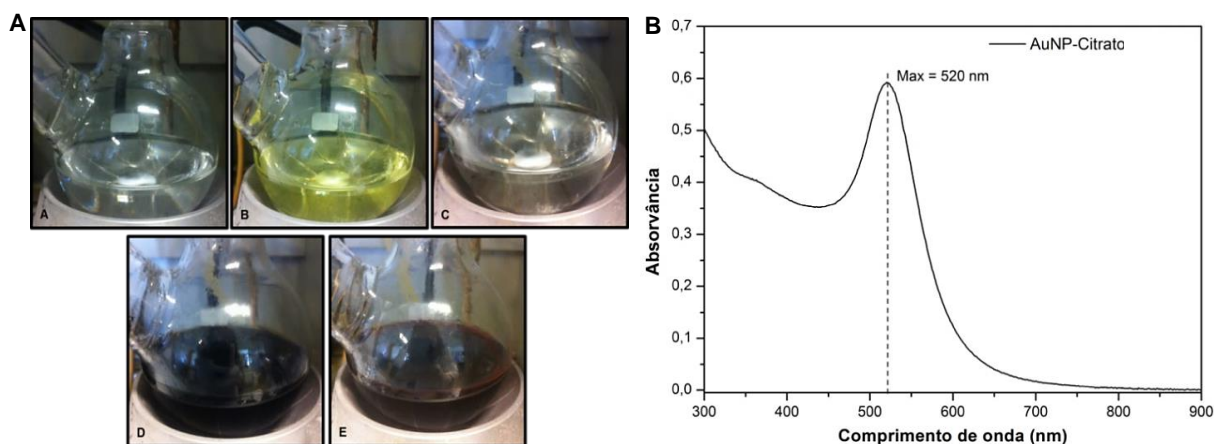 A
A
B
C
D
E
B
AuNP-Citrato
Max = 520 nm
0,7
0,6
0,5
0,4
0,3
0,2
0,1
0,0
Absorvância
300 400 500 600 700 800 900
Comprimento de onda (nm)